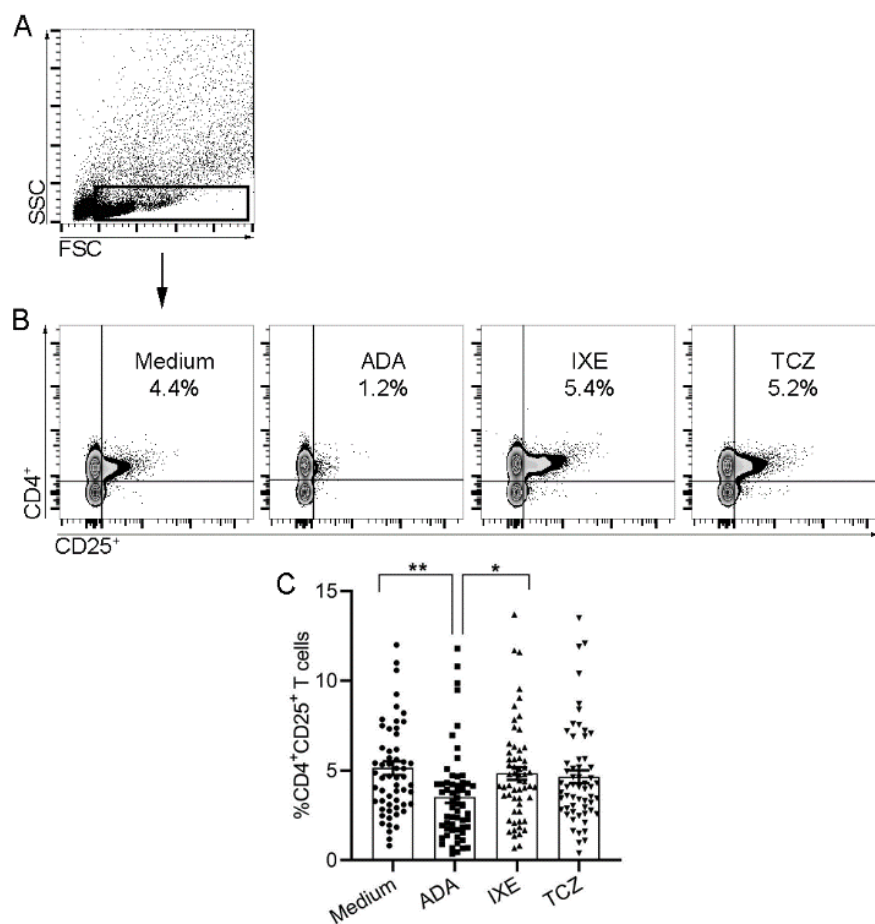 A
SSC
FSC
B
Medium
4.4%
ADA
1.2%
IXE
5.4%
TCZ
5.2%
CD4⁺
CD25⁺
C
**
*
15
10
5
0
%CD4⁺CD25⁺ T cells
Medium
ADA
IXE
TCZ